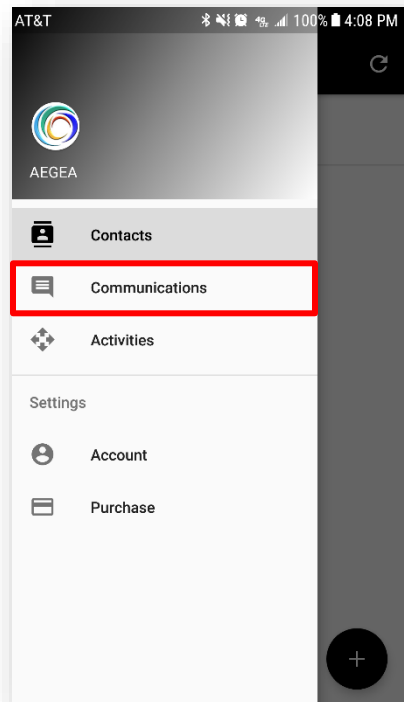 AT&T 100% 4:08 PM
AEGEA
Contacts
Communications
Activities
Settings
Account
Purchase